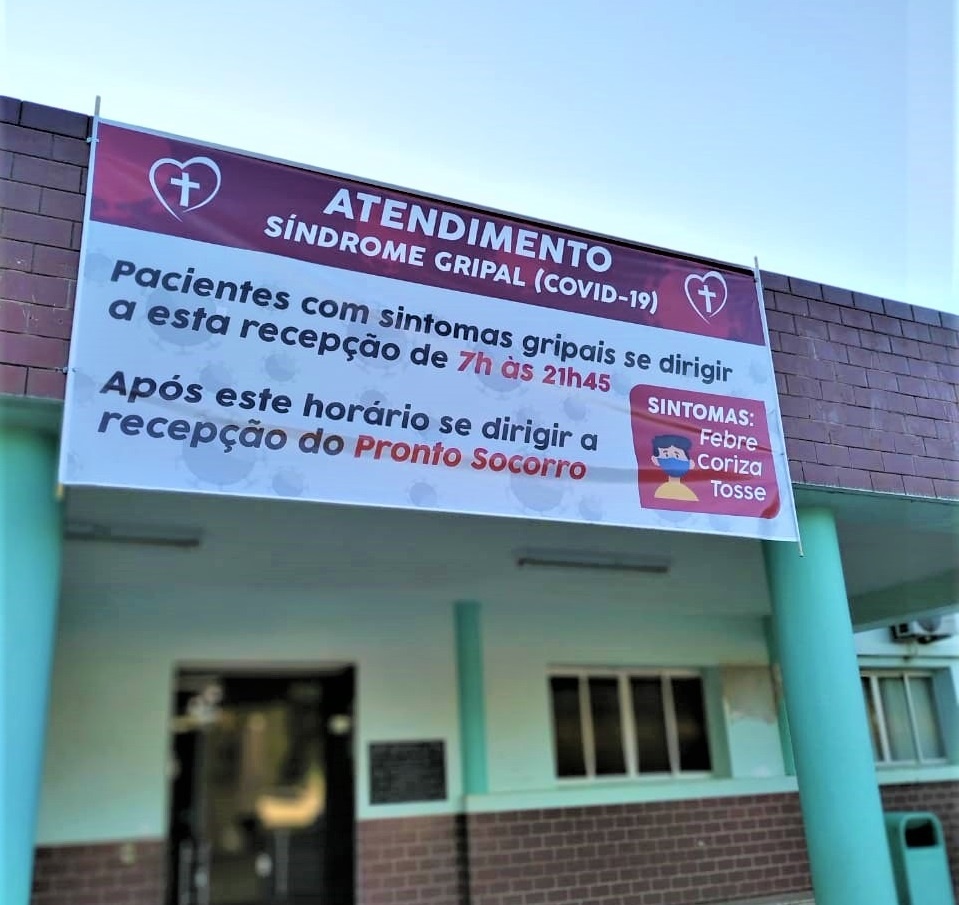 ATENDIMENTO
SÍNDROME GRIPAL (COVID-19)
Pacientes com sintomas gripais se dirigir
a esta recepção de 7h às 21h45
Após este horário se dirigir a
recepção do Pronto Socorro
SINTOMAS:
Febre
Coriza
Tosse